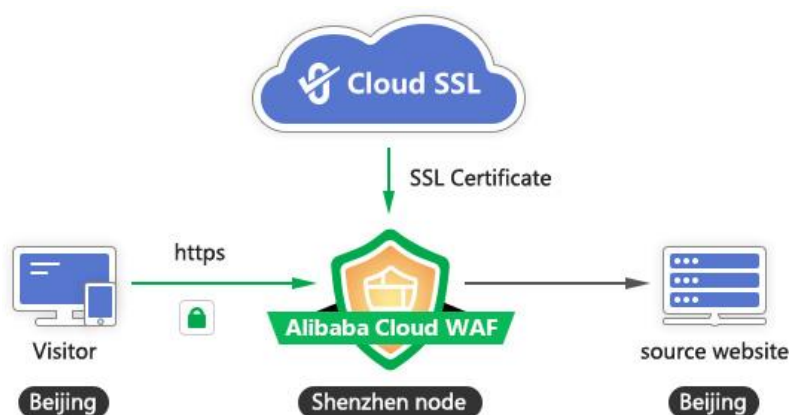 Cloud SSL
SSL Certificate
https
Alibaba Cloud WAF
Visitor
source website
Beijing
Shenzhen node
Beijing